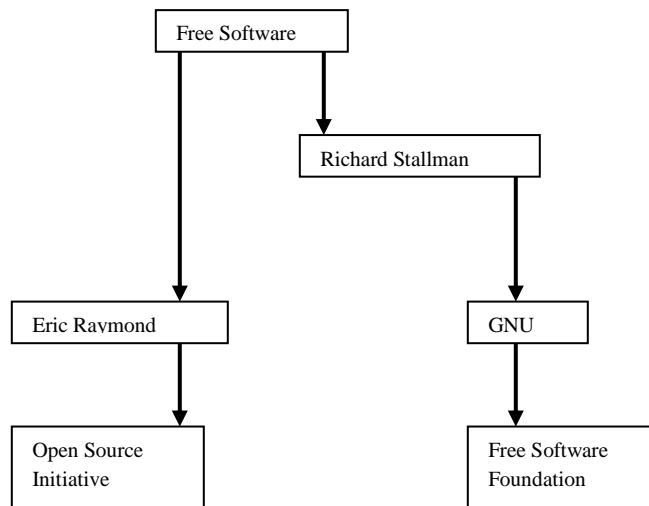 Free Software
Richard Stallman
Eric Raymond
GNU
Open Source
Initiative
Free Software
Foundation